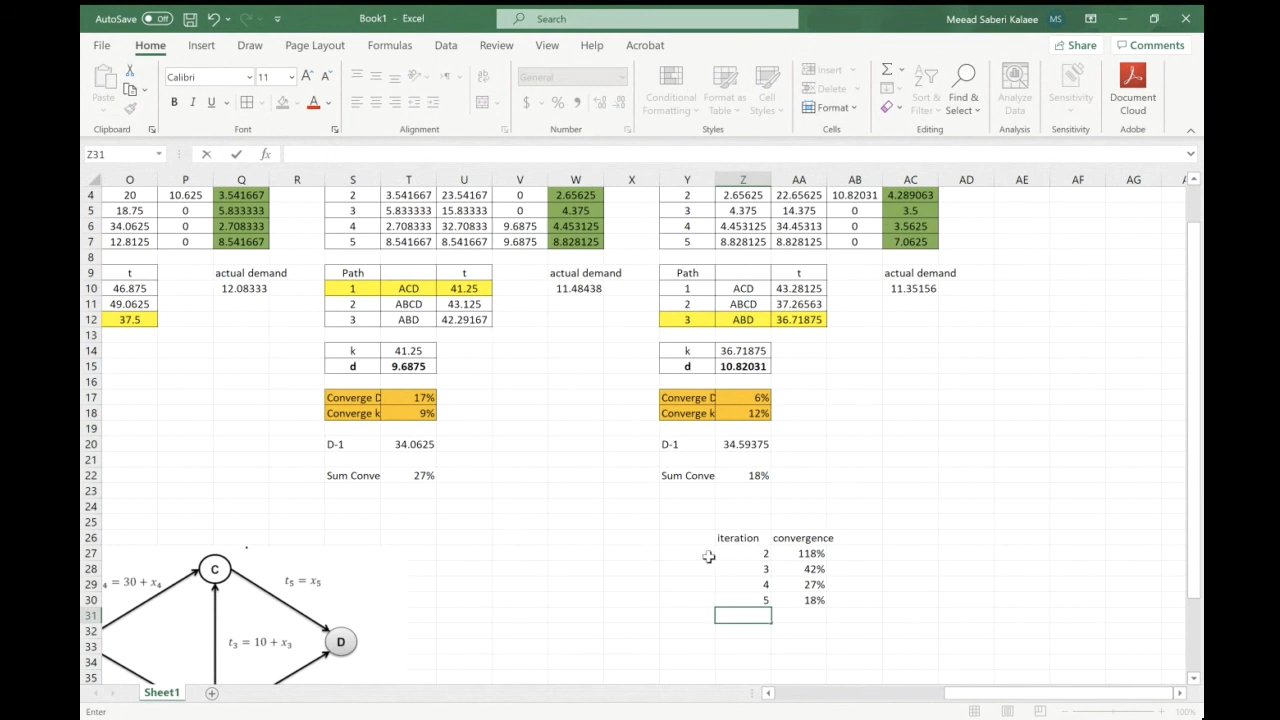 AutoSave Off Book1 - Excel Search Meead Saberi Kalaee MS
File Home Insert Draw Page Layout Formulas Data Review View Help Acrobat Share Comments
Calibri 11 General Insert Delete Format
Paste B I U Conditional Formatting Format as Table Cell Styles Sort & Filter Find & Select Analyze Data Sensitivity Document Cloud
Clipboard Font Alignment Number Styles Cells Editing Analysis Sensitivity Adobe
Z31 fx
O P Q R S T U V W X Y Z AA AB AC AD AE AF AG
4 20 10.625 3.541667 2 3.541667 23.54167 0 2.65625 2 2.65625 22.65625 10.82031 4.289063
5 18.75 0 5.833333 3 5.833333 15.83333 0 4.375 3 4.375 14.375 0 3.5
6 34.0625 0 2.708333 4 2.708333 32.70833 9.6875 4.453125 4 4.453125 34.45313 0 3.5625
7 12.8125 0 8.541667 5 8.541667 8.541667 9.6875 8.828125 5 8.828125 8.828125 0 7.0625
8
9 t actual demand Path t actual demand Path t actual demand
10 46.875 12.08333 1 ACD 41.25 11.48438 1 ACD 43.28125 11.35156
11 49.0625 2 ABCD 43.125 2 ABCD 37.26563
12 37.5 3 ABD 42.29167 3 ABD 36.71875
13
14 k 41.25 k 36.71875
15 d 9.6875 d 10.82031
16
17 Converge D 17% Converge D 6%
18 Converge k 9% Converge k 12%
19
20 D-1 34.0625 D-1 34.59375
21
22 Sum Conve 27% Sum Conve 18%
23
24
25
26 iteration convergence
27 2 118%
28 3 42%
29 4 27%
30 5 18%
31
32
33
34
35
C
4 = 30 + x4
t5 = x5
t3 = 10 + x3
D
Sheet1
Enter 100%